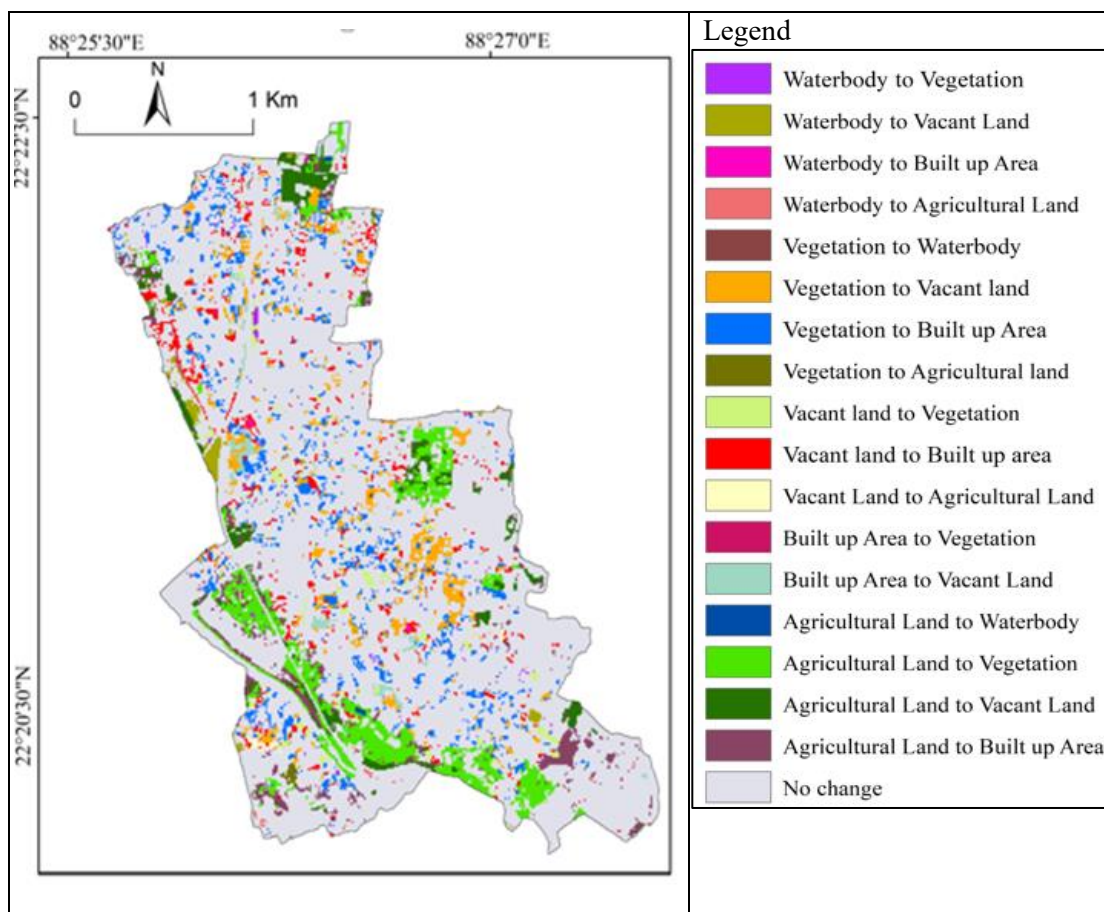 88°25'30"E
88°27'0"E
N
0
1 Km
22°22'30"N
22°20'30"N
Legend
Waterbody to Vegetation
Waterbody to Vacant Land
Waterbody to Built up Area
Waterbody to Agricultural Land
Vegetation to Waterbody
Vegetation to Vacant land
Vegetation to Built up Area
Vegetation to Agricultural land
Vacant land to Vegetation
Vacant land to Built up area
Vacant Land to Agricultural Land
Built up Area to Vegetation
Built up Area to Vacant Land
Agricultural Land to Waterbody
Agricultural Land to Vegetation
Agricultural Land to Vacant Land
Agricultural Land to Built up Area
No change